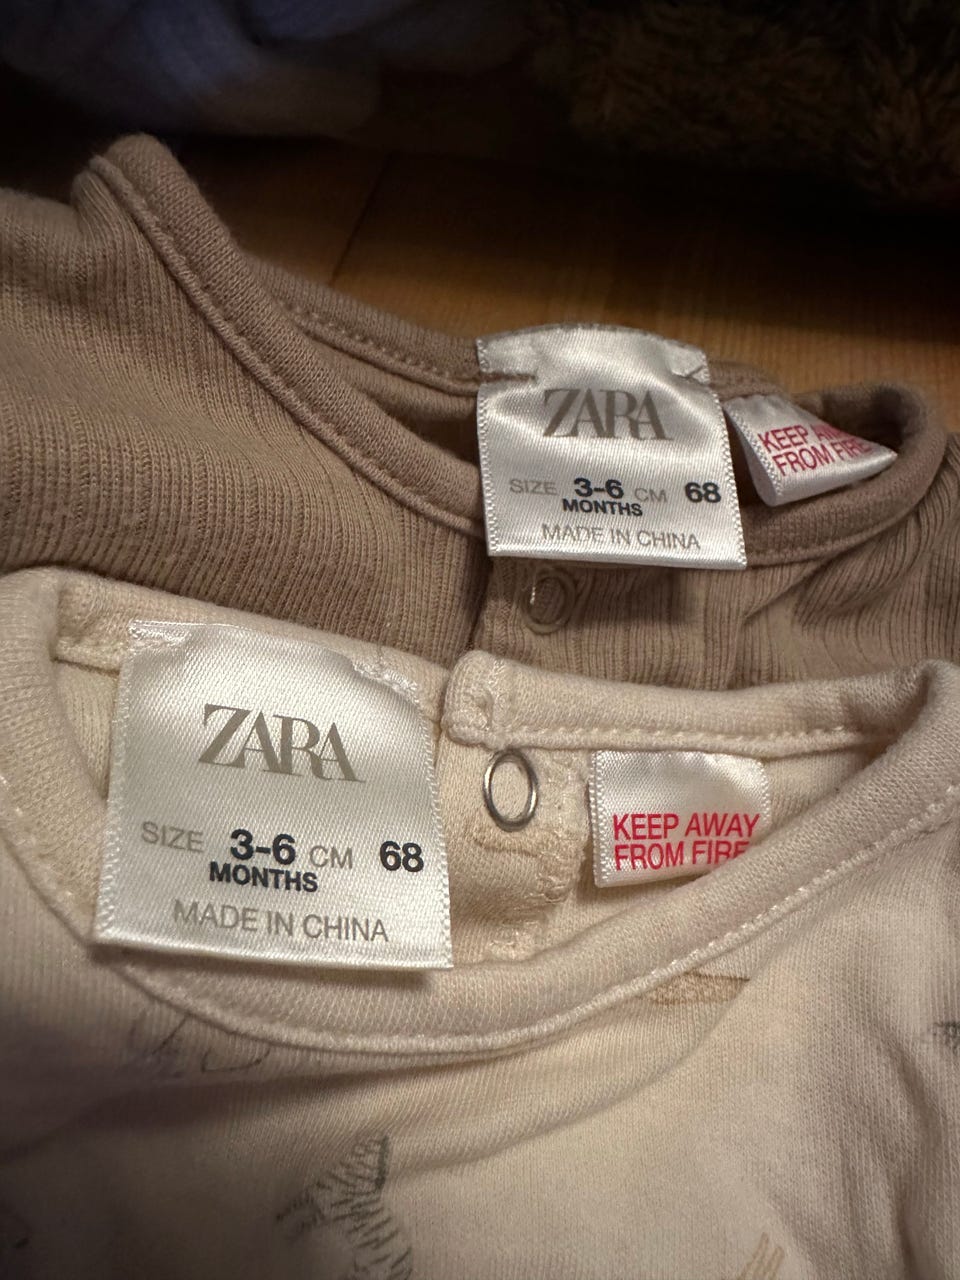 ZARA
SIZE 3-6 CM 68
MONTHS
MADE IN CHINA
KEEP
FROM FIRE
ZARA
SIZE 3-6 CM 68
MONTHS
MADE IN CHINA
KEEP AWAY
FROM FIRE